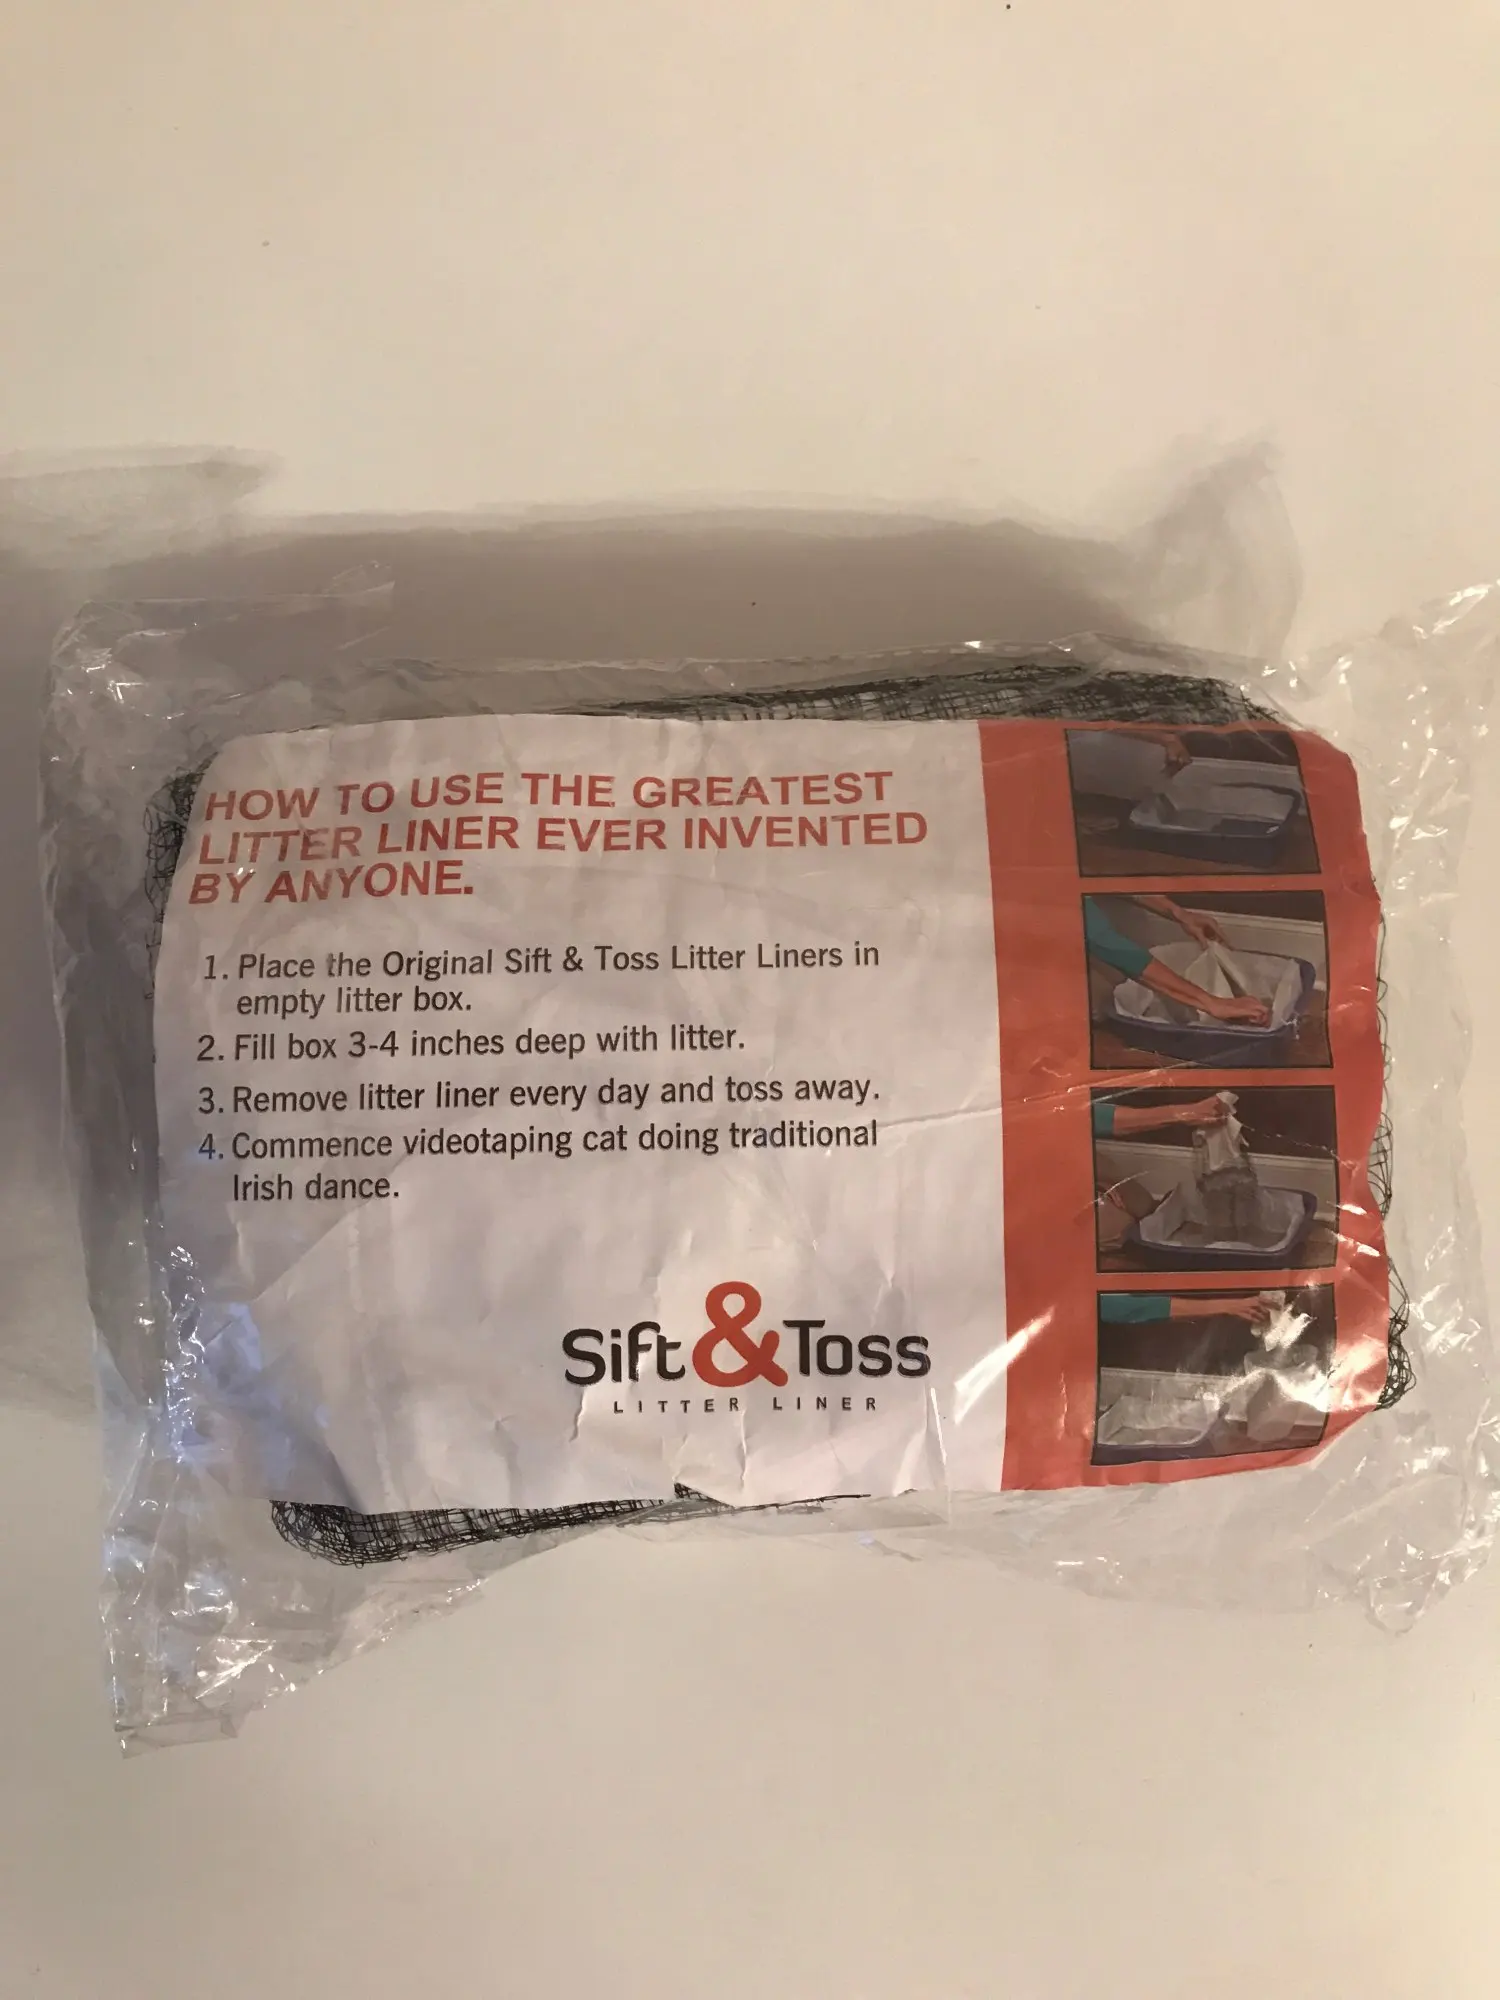 HOW TO USE THE GREATEST
LITTER LINER EVER INVENTED
BY ANYONE.
1. Place the Original Sift & Toss Litter Liners in
empty litter box.
2. Fill box 3-4 inches deep with litter.
3. Remove litter liner every day and toss away.
4. Commence videotaping cat doing traditional
Irish dance.
Sift & Toss
LITTER LINER